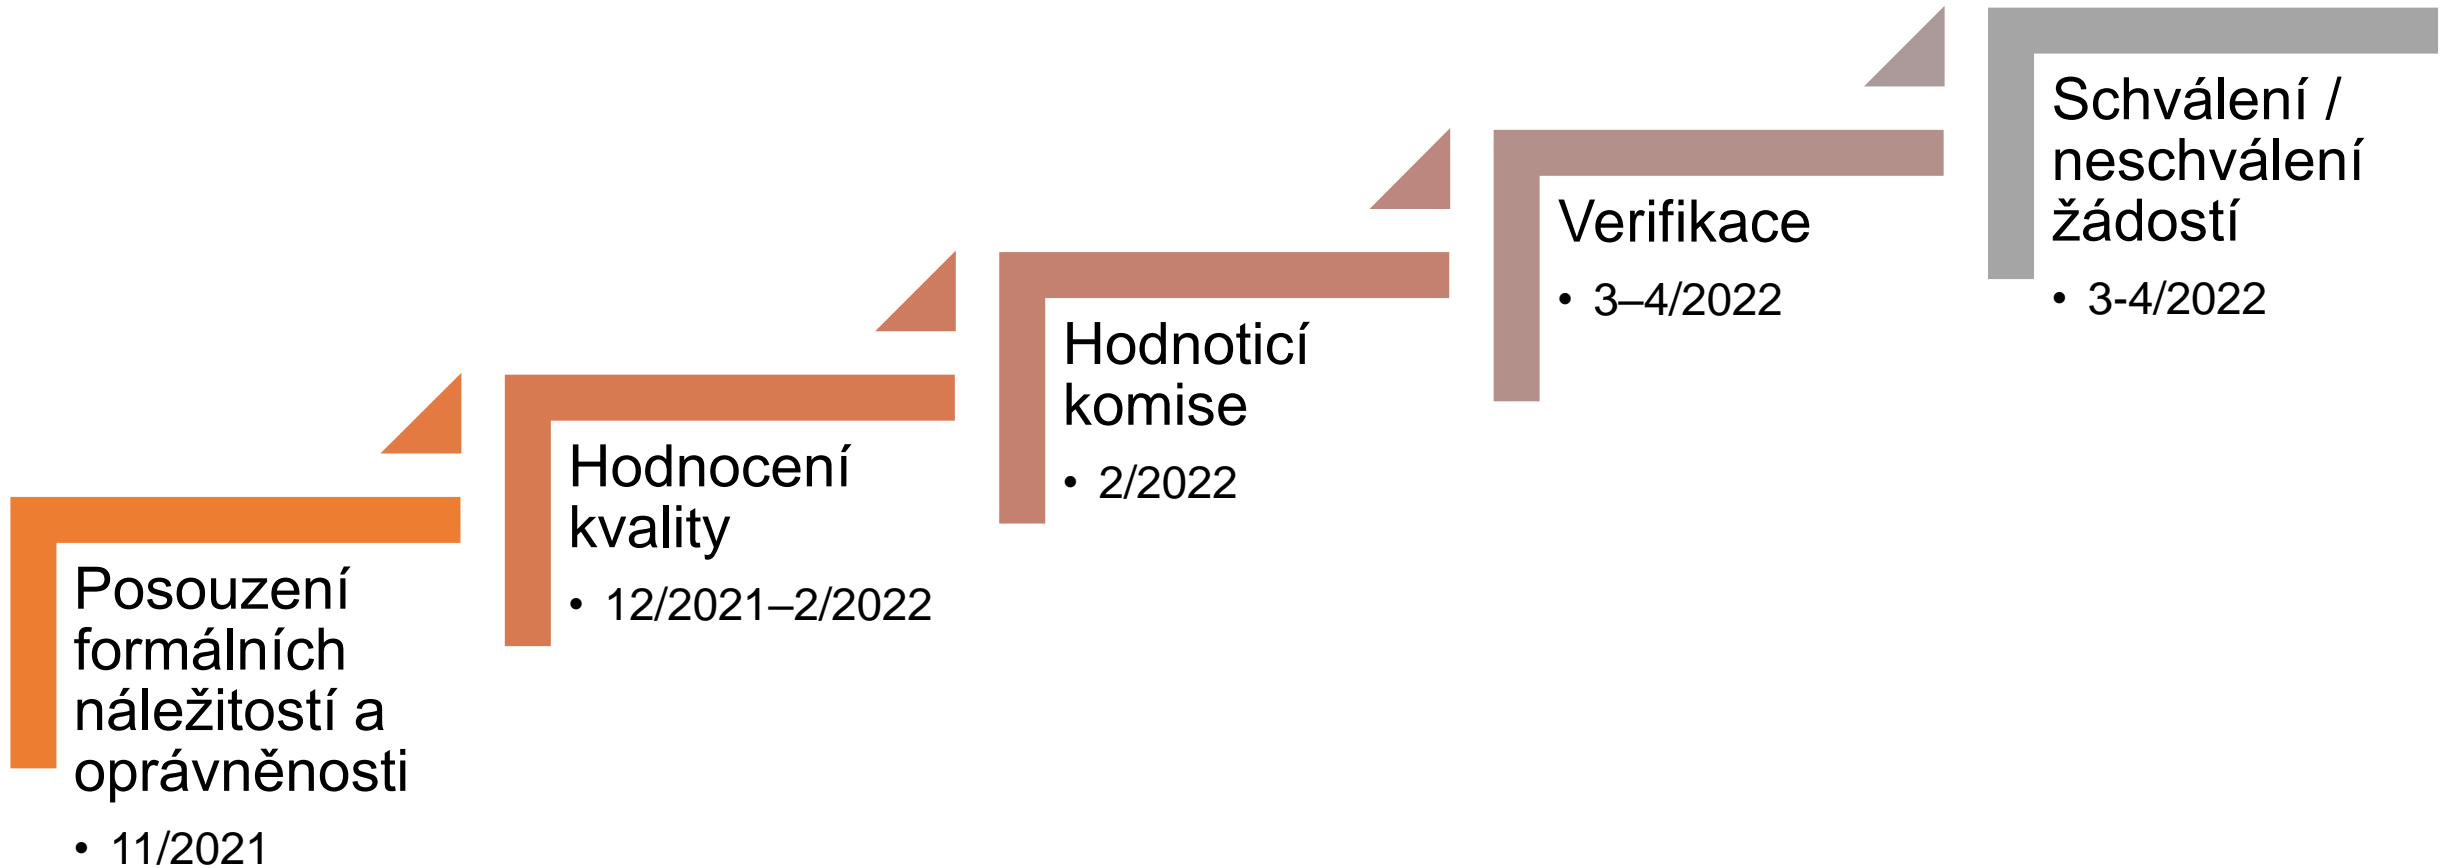 Posouzení
formálních
náležitostí a
oprávněnosti
• 11/2021
Hodnocení
kvality
• 12/2021–2/2022
Hodnoticí
komise
• 2/2022
Verifikace
• 3–4/2022
Schválení /
neschválení
žádostí
• 3-4/2022